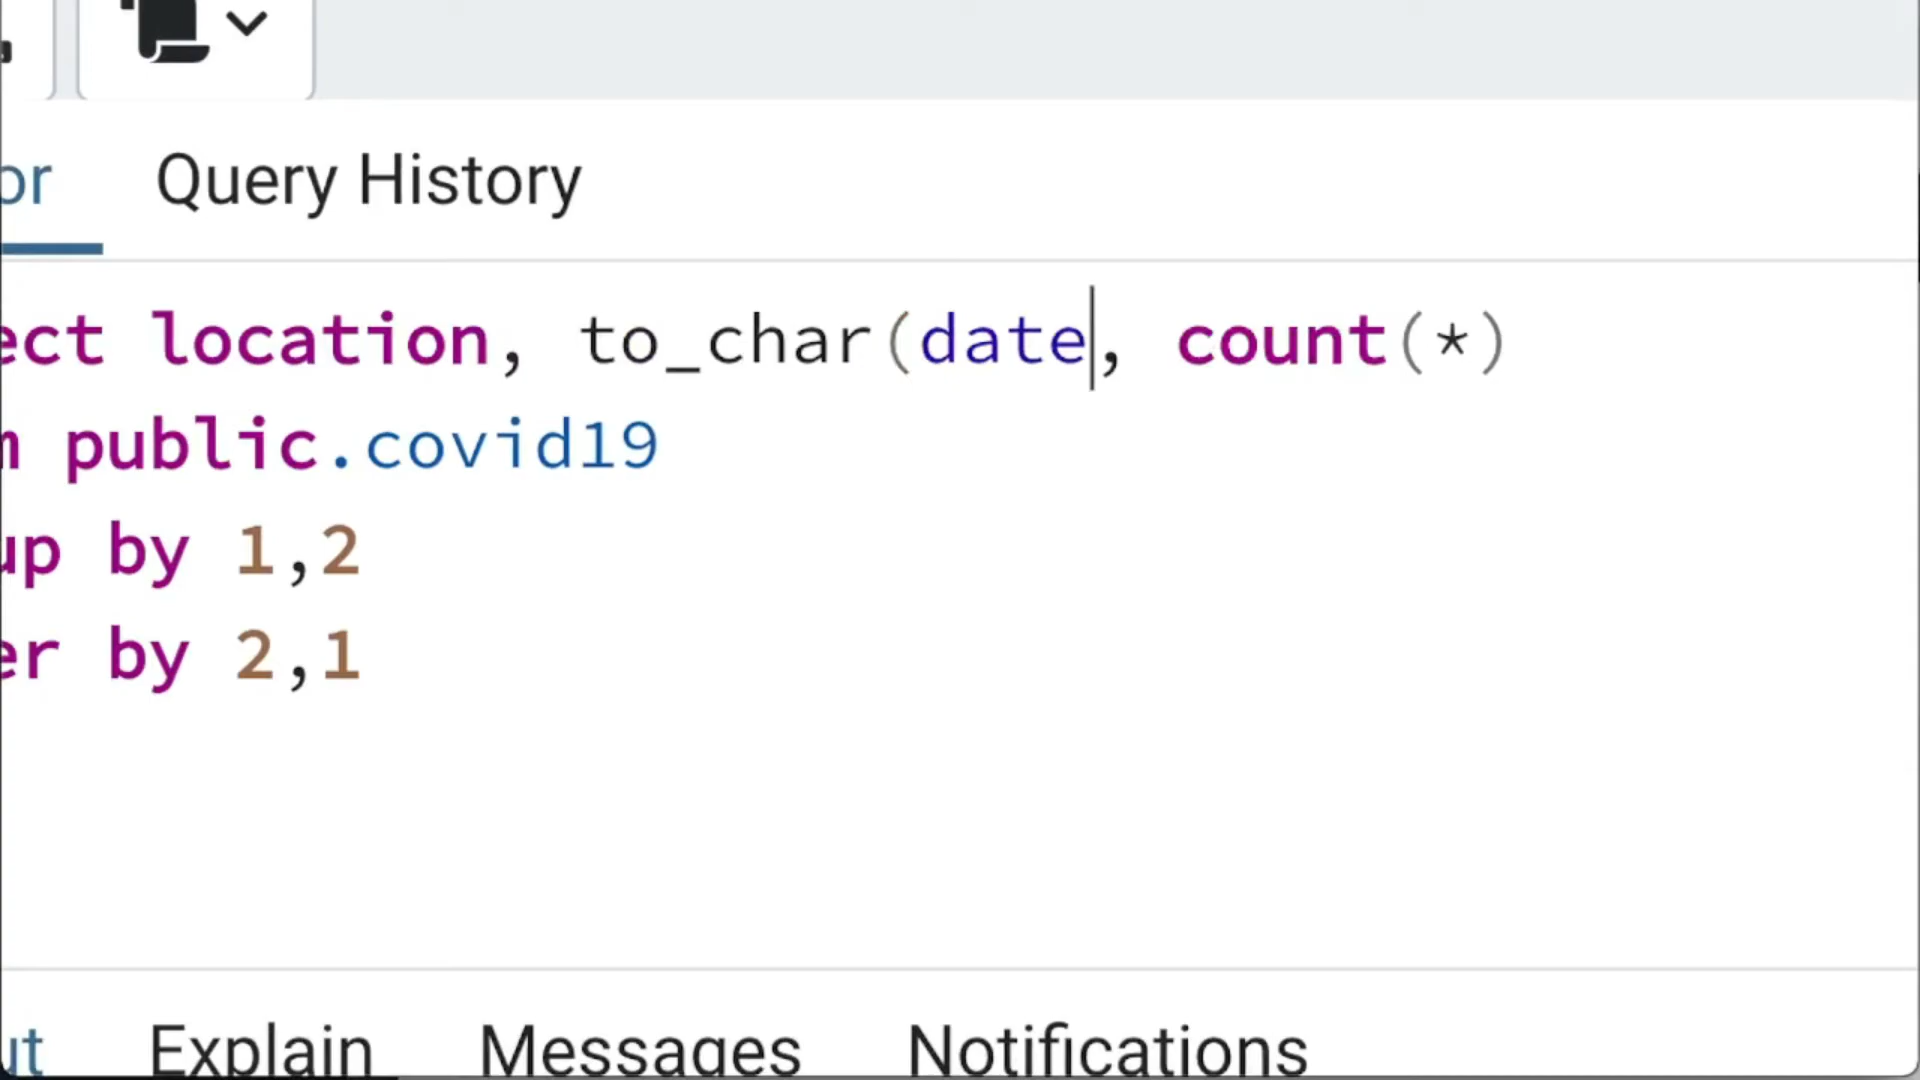 or Query History
ect location, to_char(date, count(*)
m public.covid19
up by 1,2
er by 2,1
ut Explain Messages Notifications